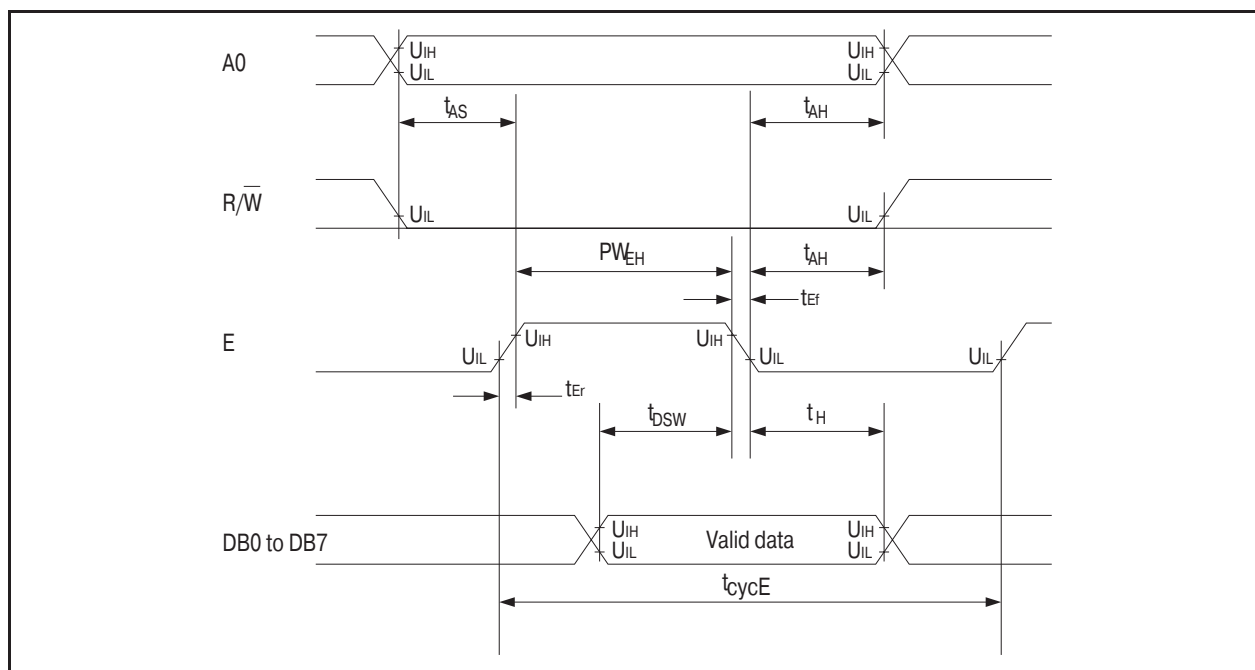 A0
UIH
UIL
UIH
UIL
tAS
tAH
R/W̅
UIL
UIL
PWEH
tAH
tEf
E
UIL
UIH
UIH
UIL
UIL
tEr
tDSW
tH
DB0 to DB7
UIH
UIL
Valid data
UIH
UIL
tcycE